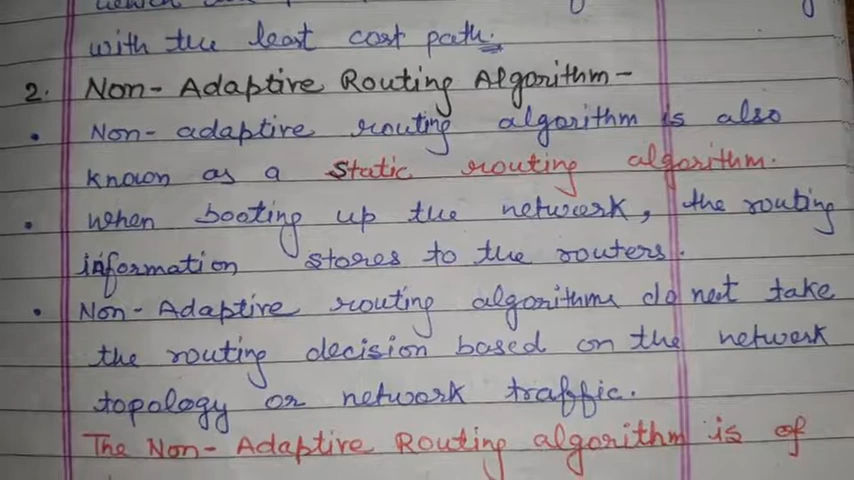 with the least cost path.
2. Non-Adaptive Routing Algorithm-
• Non-adaptive routing algorithm is also
known as a static routing algorithm.
• when booting up the network, the routing
information stores to the routers.
• Non-Adaptive routing algorithms do not take
the routing decision based on the network
topology or network traffic.
The Non-Adaptive Routing algorithm is of